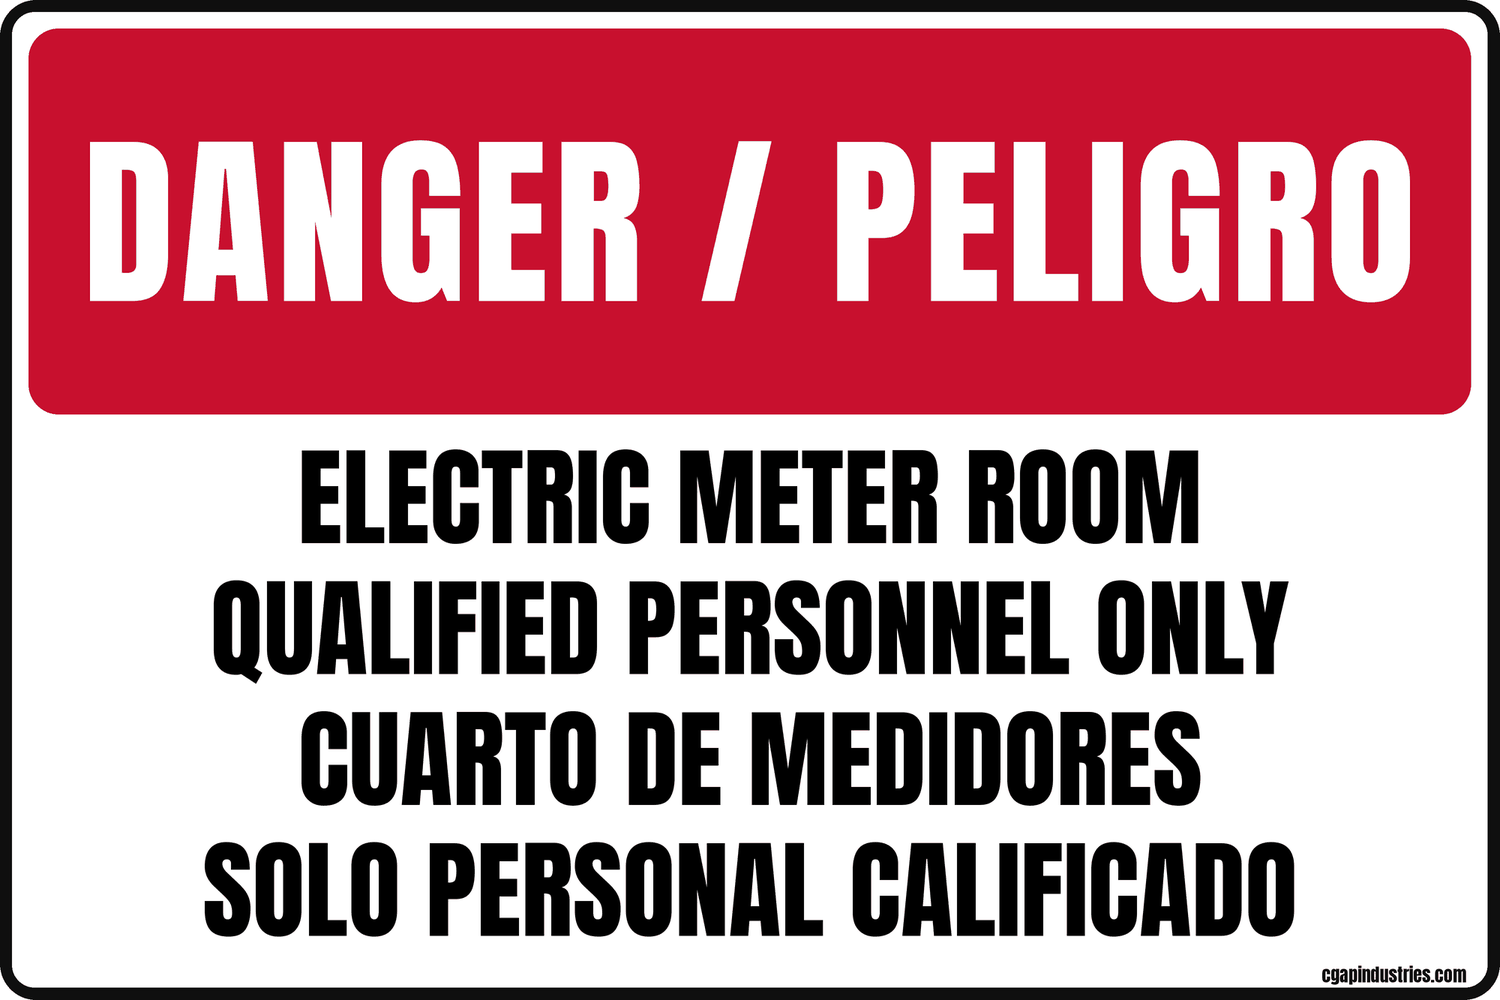 DANGER / PELIGRO
ELECTRIC METER ROOM
QUALIFIED PERSONNEL ONLY
CUARTO DE MEDIDORES
SOLO PERSONAL CALIFICADO
cgapindustries.com